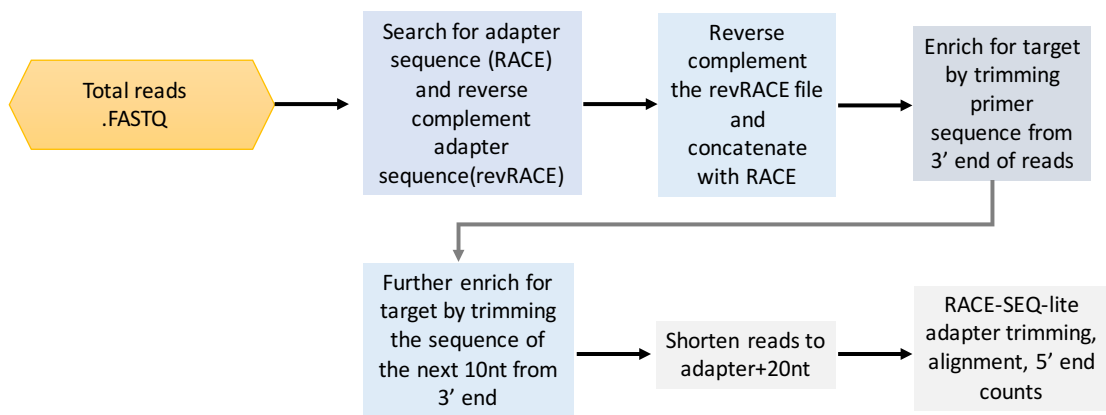 Total reads
.FASTQ
Search for adapter
sequence (RACE)
and reverse
complement
adapter
sequence(revRACE)
Reverse
complement
the revRACE file
and
concatenate
with RACE
Enrich for target
by trimming
primer
sequence from
3’ end of reads
Further enrich for
target by trimming
the sequence of
the next 10nt from
3’ end
Shorten reads to
adapter+20nt
RACE-SEQ-lite
adapter trimming,
alignment, 5’ end
counts